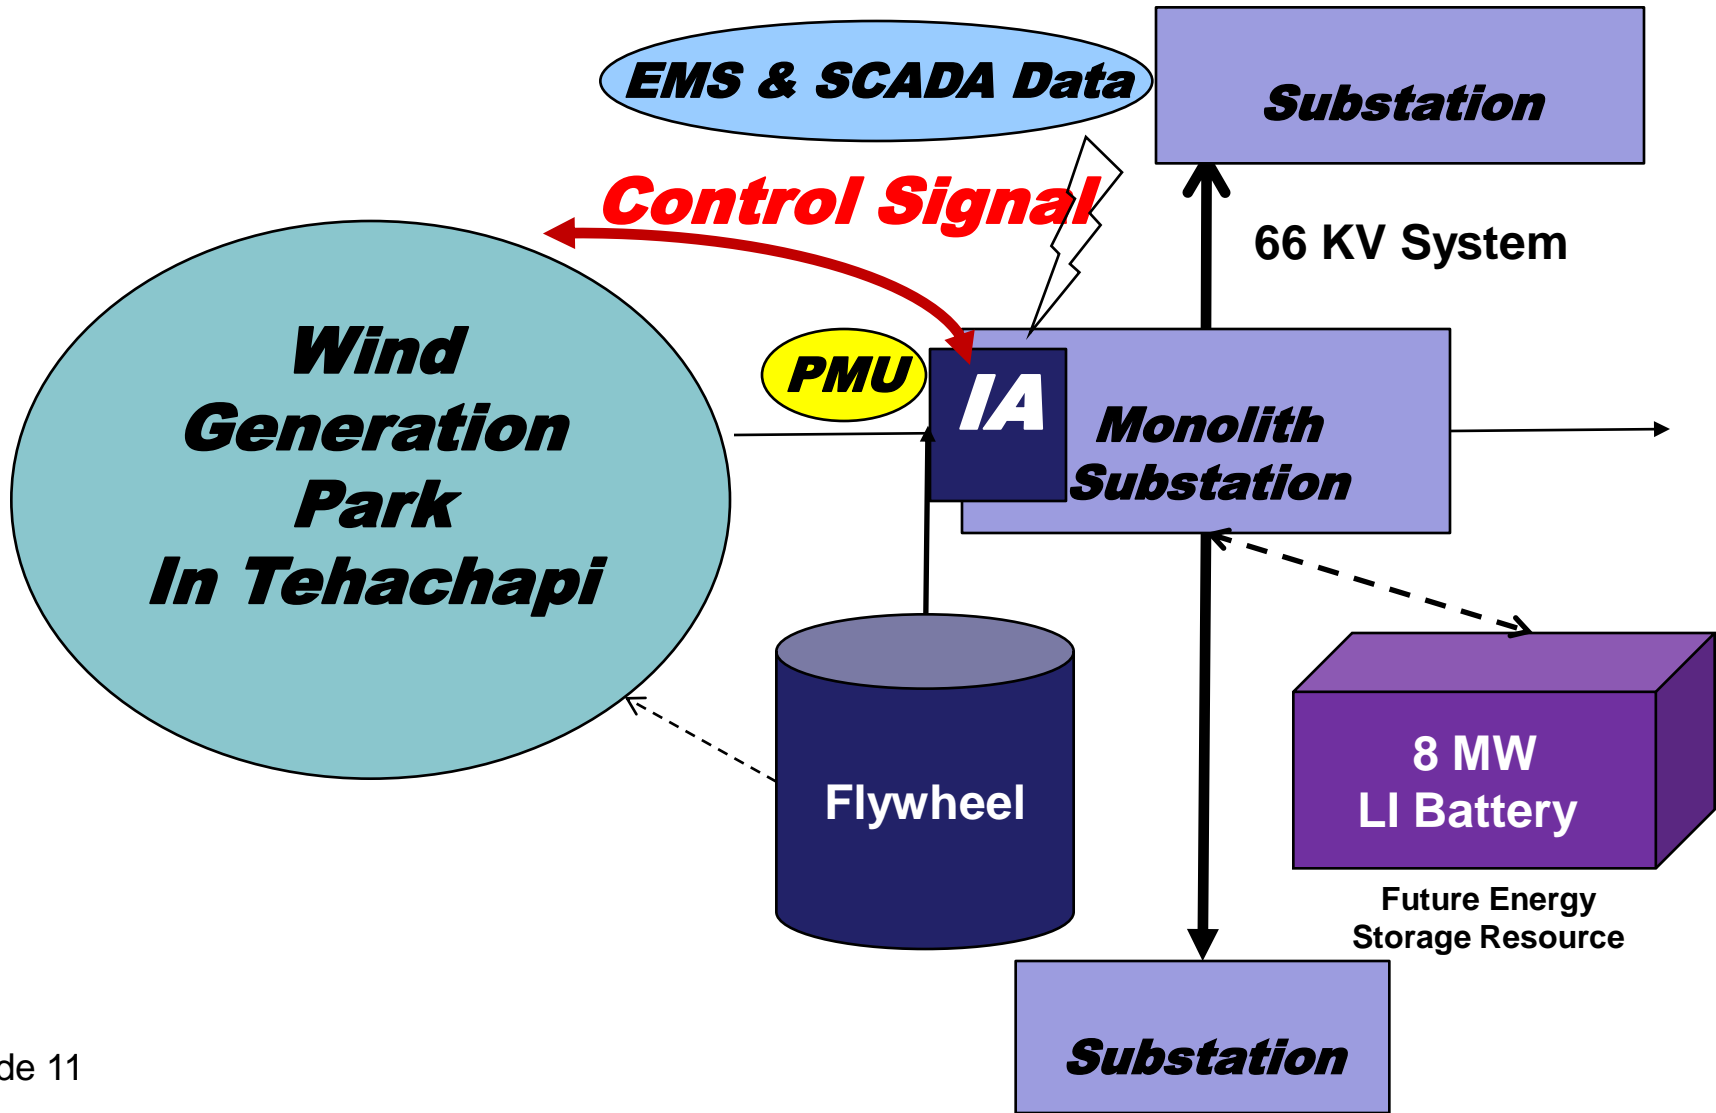 EMS & SCADA Data
Substation
Control Signal
66 KV System
Wind
Generation
Park
In Tehachapi
PMU
IA
Monolith
Substation
Flywheel
8 MW
LI Battery
Future Energy
Storage Resource
Substation
de 11